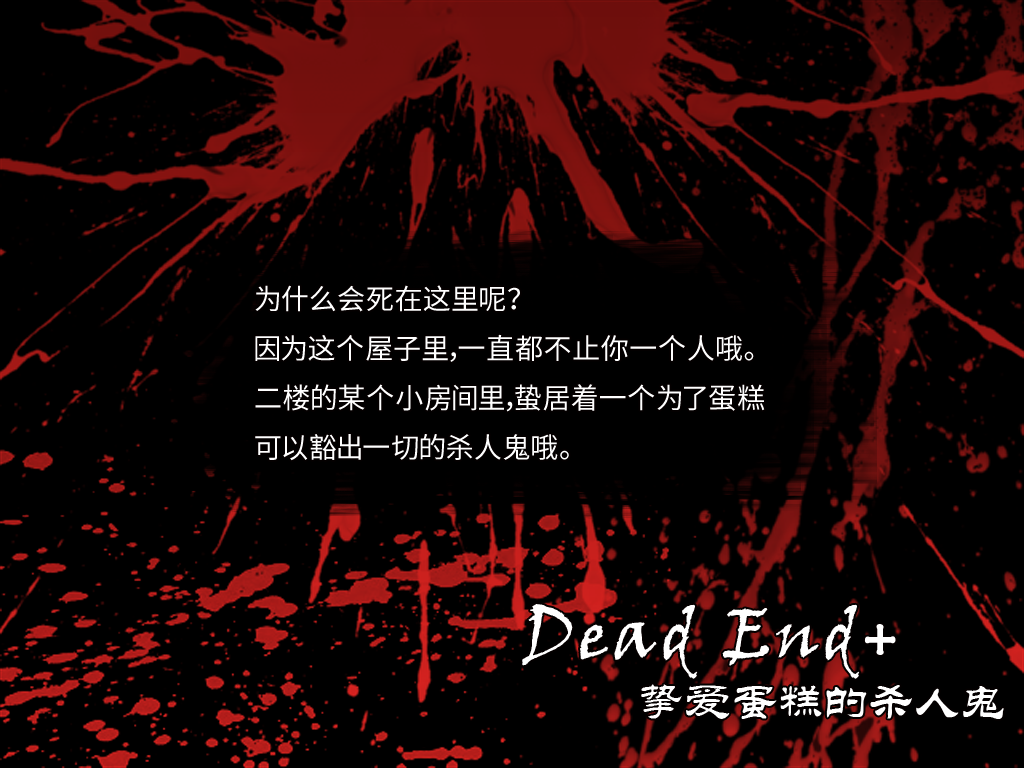 为什么会死在这里呢?
因为这个屋子里,一直都不止你一个人哦。
二楼的某个小房间里,蛰居着一个为了蛋糕
可以豁出一切的杀人鬼哦。
Dead End+
挚爱蛋糕的杀人鬼